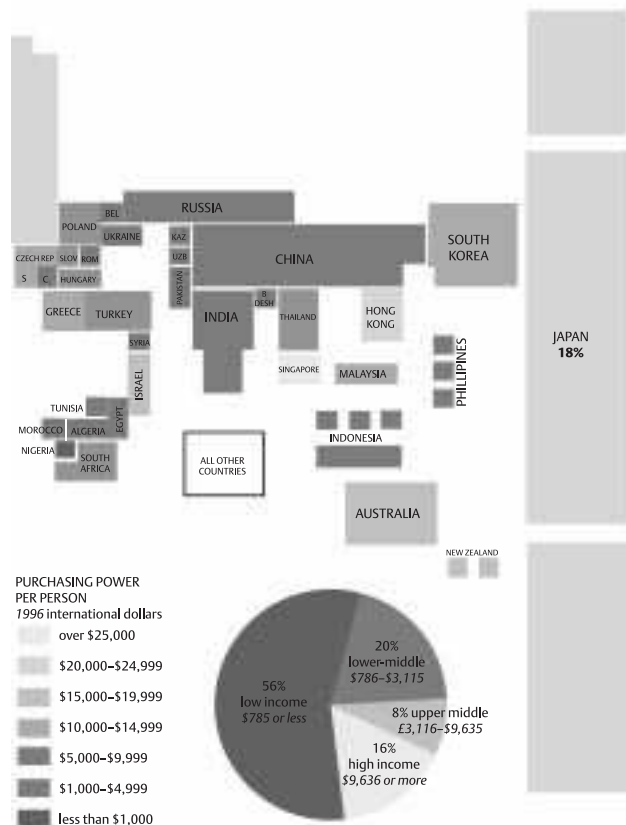 BEL
RUSSIA
POLAND
UKRAINE
KAZ
CZECH REP
SLOV
ROM
UZB
CHINA
SOUTH
KOREA
S
C
HUNGARY
PAKISTAN
GREECE
TURKEY
INDIA
B
DESH
THAILAND
HONG
KONG
JAPAN
18%
SYRIA
ISRAEL
SINGAPORE
MALAYSIA
PHILLIPINES
TUNISIA
EGYPT
MOROCCO
ALGERIA
INDONESIA
NIGERIA
SOUTH
AFRICA
ALL OTHER
COUNTRIES
AUSTRALIA
NEW ZEALAND
PURCHASING POWER
PER PERSON
1996 international dollars
over $25,000
$20,000–$24,999
$15,000–$19,999
$10,000–$14,999
$5,000–$9,999
$1,000–$4,999
less than $1,000
20%
lower-middle
$786–$3,115
56%
low income
$785 or less
8% upper middle
£3,116–$9,635
16%
high income
$9,636 or more